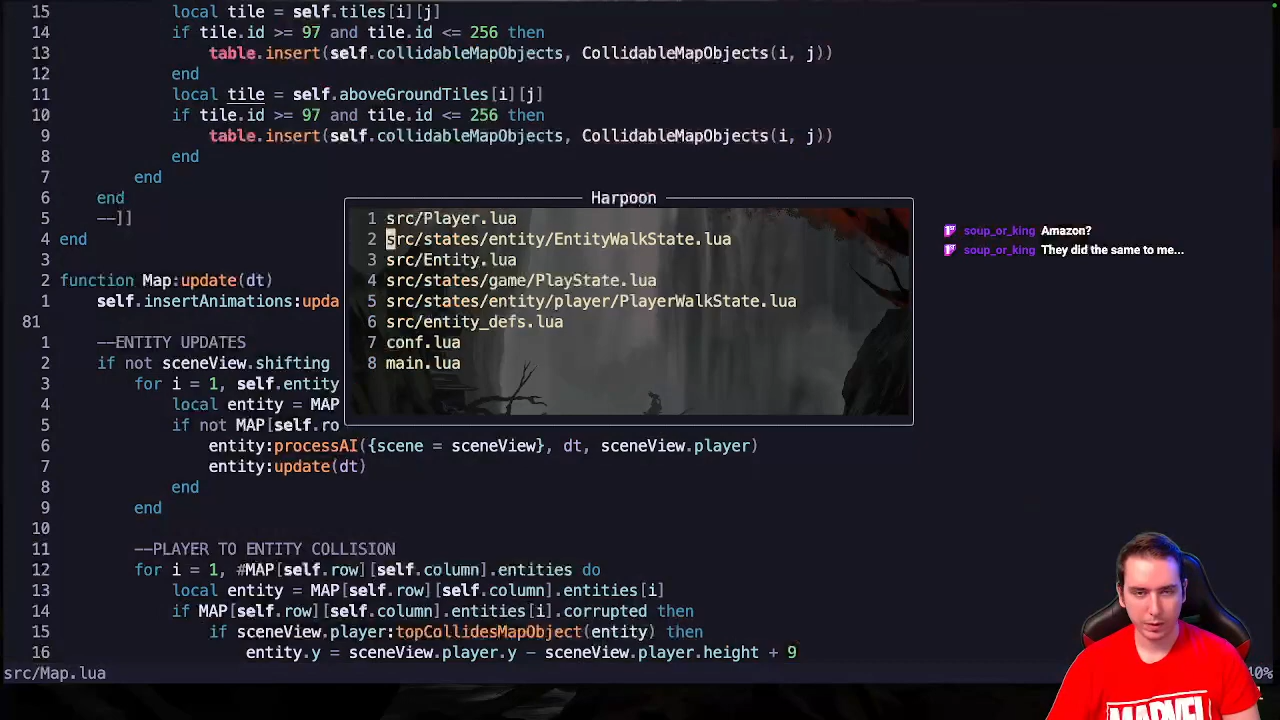 15 local tile = self.tiles[i][j]
14 if tile.id >= 97 and tile.id <= 256 then
13 table.insert(self.collidableMapObjects, CollidableMapObjects(i, j))
12 end
11 local tile = self.aboveGroundTiles[i][j]
10 if tile.id >= 97 and tile.id <= 256 then
9 table.insert(self.collidableMapObjects, CollidableMapObjects(i, j))
8 end
7 end
6 end
5 --]]
4 end
3
2 function Map:update(dt)
1 self.insertAnimations:upda
81
1 --ENTITY UPDATES
2 if not sceneView.shifting
3 for i = 1, self.entity
4 local entity = MAP
5 if not MAP[self.ro
6 entity:processAI({scene = sceneView}, dt, sceneView.player)
7 entity:update(dt)
8 end
9 end
10
11 --PLAYER TO ENTITY COLLISION
12 for i = 1, #MAP[self.row][self.column].entities do
13 local entity = MAP[self.row][self.column].entities[i]
14 if MAP[self.row][self.column].entities[i].corrupted then
15 if sceneView.player:topCollidesMapObject(entity) then
16 entity.y = sceneView.player.y - sceneView.player.height + 9
src/Map.lua
Harpoon
1 src/Player.lua
2 src/states/entity/EntityWalkState.lua
3 src/Entity.lua
4 src/states/game/PlayState.lua
5 src/states/entity/player/PlayerWalkState.lua
6 src/entity_defs.lua
7 conf.lua
8 main.lua
soup_or_king Amazon?
soup_or_king They did the same to me...
MARVEL